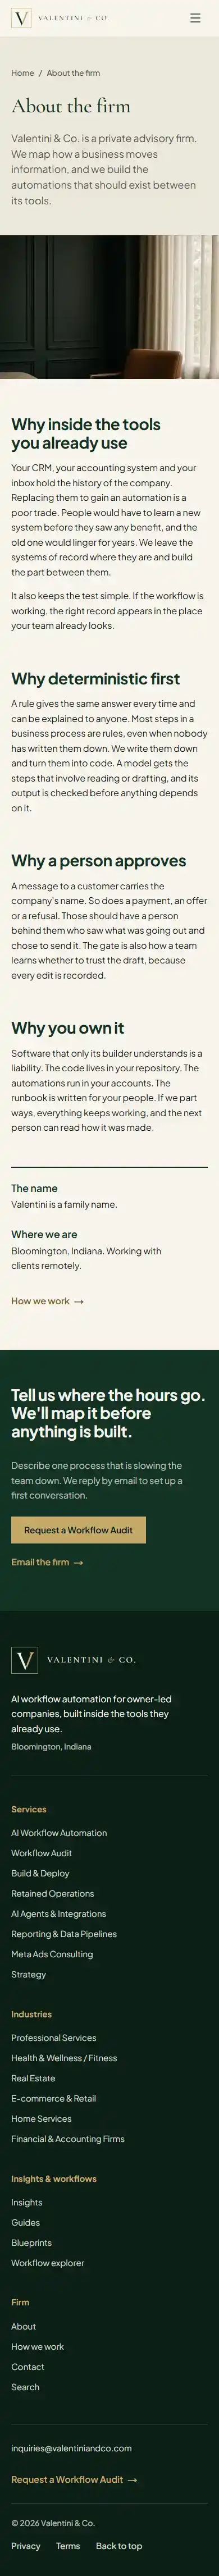 V VALENTINI & CO.
Home / About the firm
About the firm
Valentini & Co. is a private advisory firm.
We map how a business moves
information, and we build the
automations that should exist between
its tools.
Why inside the tools
you already use
Your CRM, your accounting system and your
inbox hold the history of the company.
Replacing them to gain an automation is a
poor trade. People would have to learn a new
system before they saw any benefit, and the
old one would linger for years. We leave the
systems of record where they are and build
the part between them.
It also keeps the test simple. If the workflow is
working, the right record appears in the place
your team already looks.
Why deterministic first
A rule gives the same answer every time and
can be explained to anyone. Most steps in a
business process are rules, even when nobody
has written them down. We write them down
and turn them into code. A model gets the
steps that involve reading or drafting, and its
output is checked before anything depends
on it.
Why a person approves
A message to a customer carries the
company's name. So does a payment, an offer
or a refusal. Those should have a person
behind them who saw what was going out and
chose to send it. The gate is also how a team
learns whether to trust the draft, because
every edit is recorded.
Why you own it
Software that only its builder understands is a
liability. The code lives in your repository. The
automations run in your accounts. The
runbook is written for your people. If we part
ways, everything keeps working, and the next
person can read how it was made.
The name
Valentini is a family name.
Where we are
Bloomington, Indiana. Working with
clients remotely.
How we work →
Tell us where the hours go.
We'll map it before
anything is built.
Describe one process that is slowing the
team down. We reply by email to set up a
first conversation.
Request a Workflow Audit
Email the firm →
V VALENTINI & CO.
AI workflow automation for owner-led
companies, built inside the tools they
already use.
Bloomington, Indiana
Services
AI Workflow Automation
Workflow Audit
Build & Deploy
Retained Operations
AI Agents & Integrations
Reporting & Data Pipelines
Meta Ads Consulting
Strategy
Industries
Professional Services
Health & Wellness / Fitness
Real Estate
E-commerce & Retail
Home Services
Financial & Accounting Firms
Insights & workflows
Insights
Guides
Blueprints
Workflow explorer
Firm
About
How we work
Contact
Search
inquiries@valentiniandco.com
Request a Workflow Audit →
© 2026 Valentini & Co.
Privacy Terms Back to top